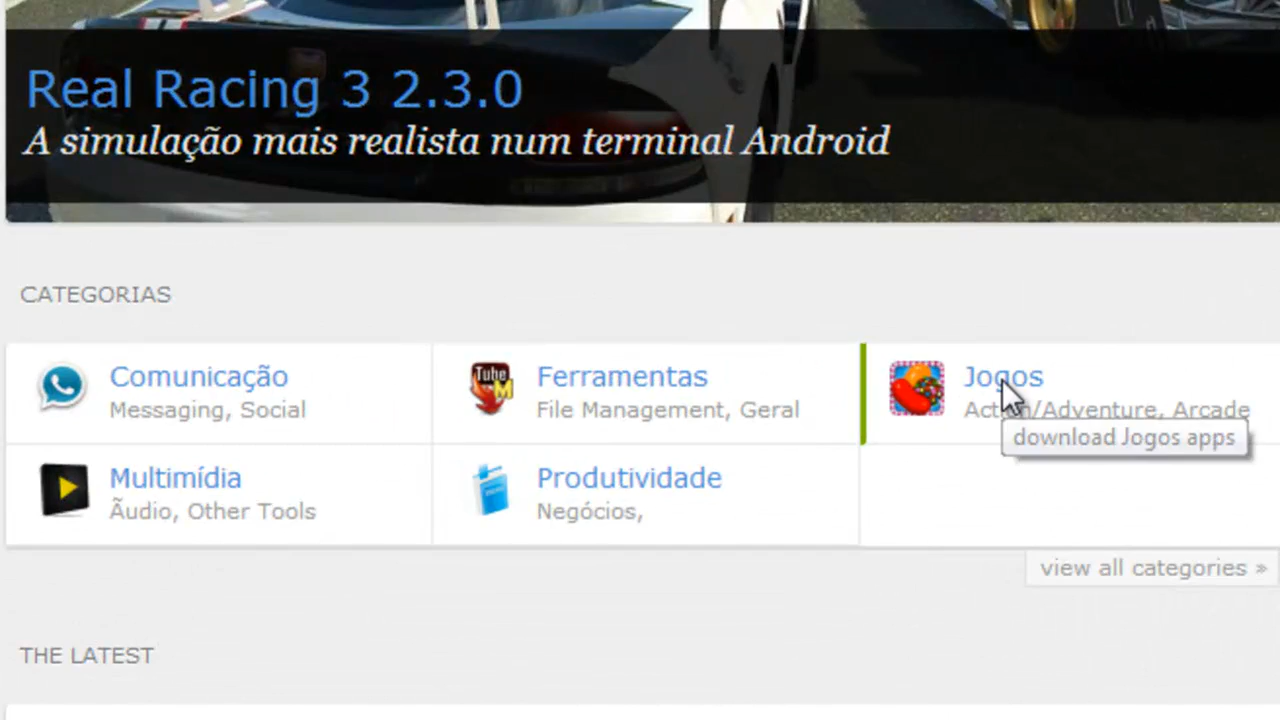 Real Racing 3 2.3.0
A simulação mais realista num terminal Android
CATEGORIAS
Comunicação
Messaging, Social
Tube
M
Ferramentas
File Management, Geral
Jogos
Action/Adventure, Arcade
download Jogos apps
Multimídia
Ãudio, Other Tools
Produtividade
Negócios,
view all categories »
THE LATEST